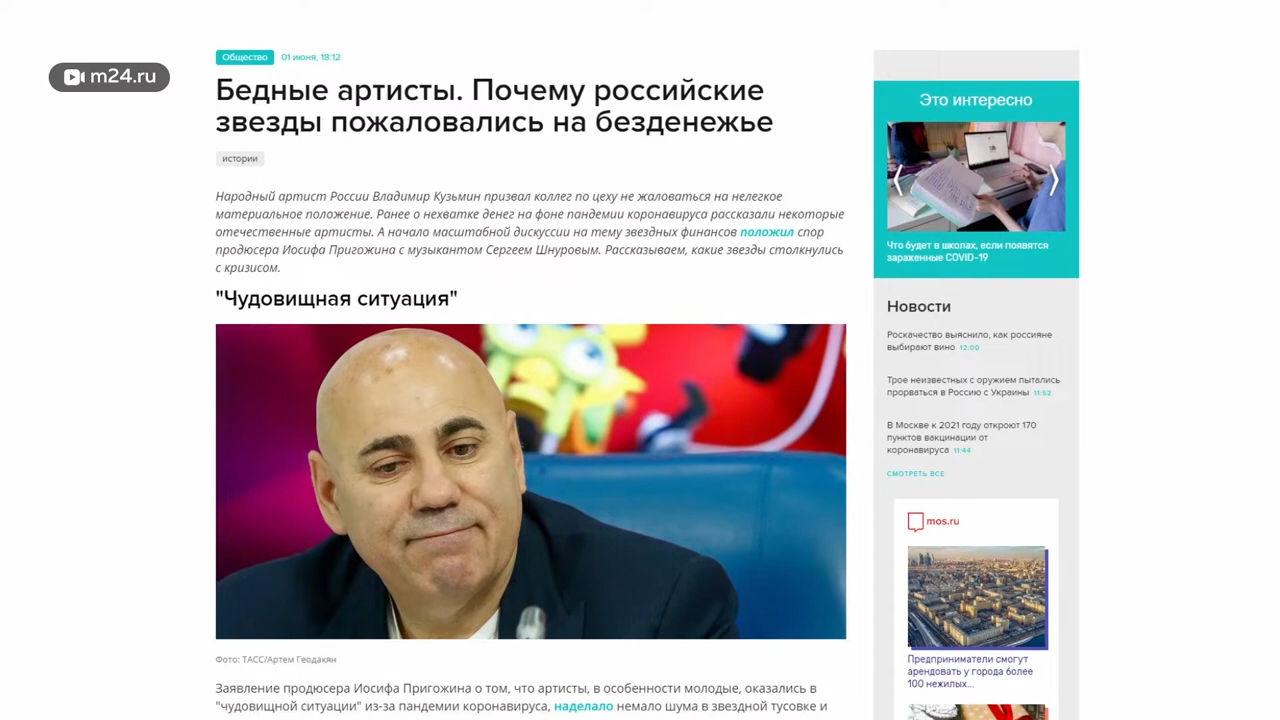 m24.ru
Общество 01 июня, 18:12
Бедные артисты. Почему российские
звезды пожаловались на безденежье
истории
Народный артист России Владимир Кузьмин призвал коллег по цеху не жаловаться на нелегкое
материальное положение. Ранее о нехватке денег на фоне пандемии коронавируса рассказали некоторые
отечественные артисты. А начало масштабной дискуссии на тему звездных финансов положил спор
продюсера Иосифа Пригожина с музыкантом Сергеем Шнуровым. Рассказываем, какие звезды столкнулись
с кризисом.
"Чудовищная ситуация"
Фото: ТАСС/Артем Геодакян
Заявление продюсера Иосифа Пригожина о том, что артисты, в особенности молодые, оказались в
"чудовищной ситуации" из-за пандемии коронавируса, наделало немало шума в звездной тусовке и
Это интересно
Что будет в школах, если появятся
зараженные COVID-19
Новости
Роскачество выяснило, как россияне
выбирают вино 12:00
Трое неизвестных с оружием пытались
прорваться в Россию с Украины 11:52
В Москве к 2021 году откроют 170
пунктов вакцинации от
коронавируса 11:44
СМОТРЕТЬ ВСЕ
mos.ru
Предприниматели смогут
арендовать у города более
100 нежилых...